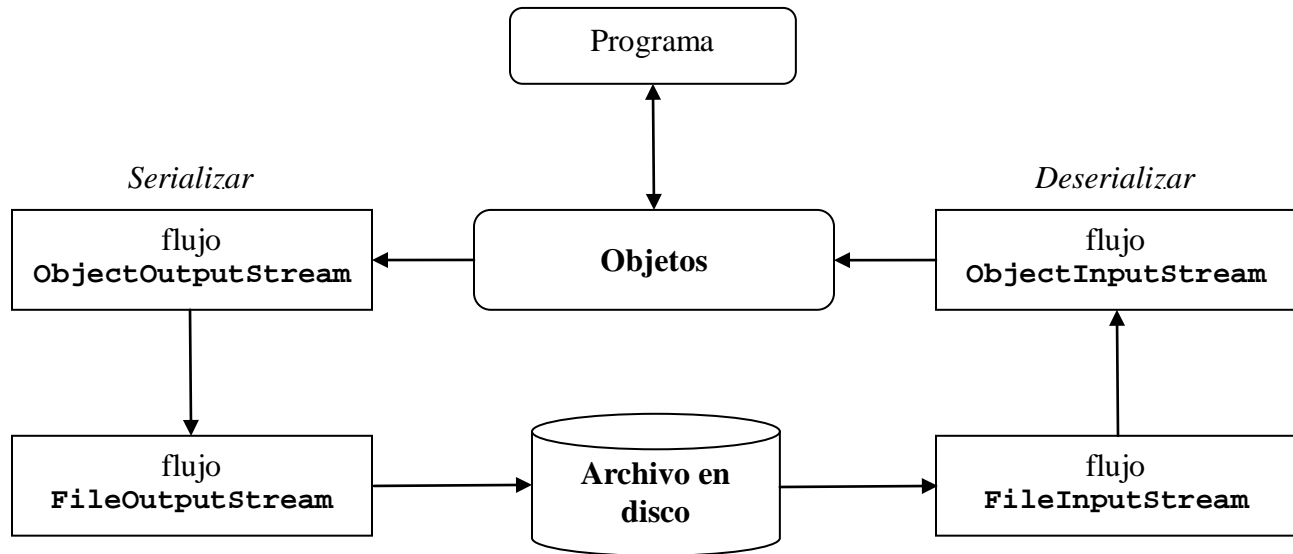 Programa
Serializar
Deserializar
flujo
ObjectOutputStream
Objetos
flujo
ObjectInputStream
flujo
FileOutputStream
Archivo en
disco
flujo
FileInputStream